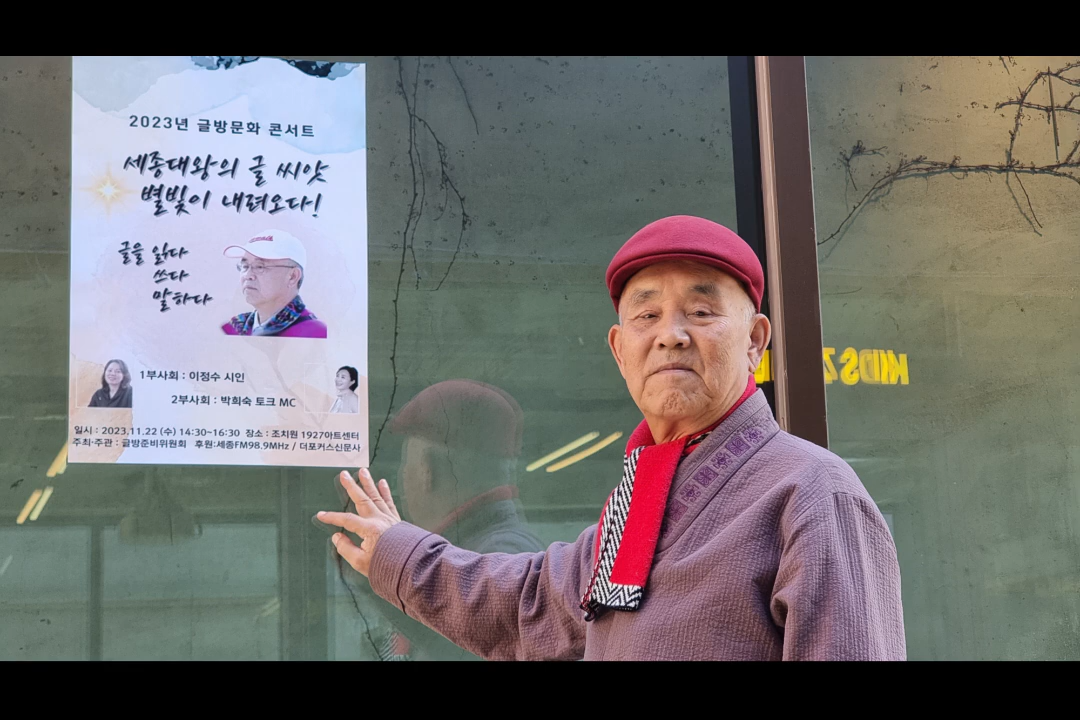 2023년 글방문화 콘서트
세종대왕의 글 씨앗
별빛이 내려오다!
글을 읽다
쓰다
말하다
1부사회 : 이정수 시인
2부사회 : 박희숙 토크 MC
일시 : 2023.11.22 (수) 14:30~16:30 장소 : 조치원 1927아트센터
주최·주관 : 글방준비위원회 후원:세종FM98.9MHz / 더포커스신문사
KIDS